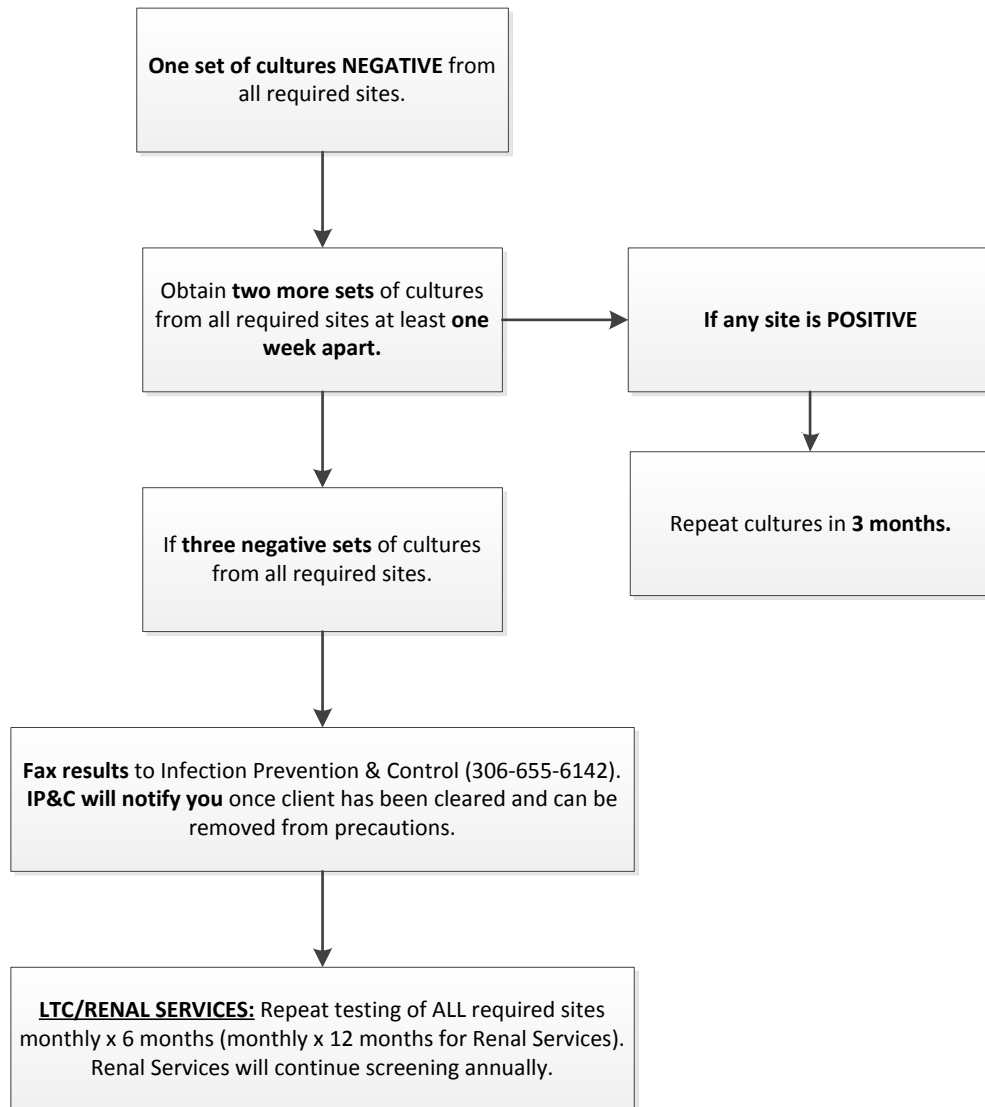 One set of cultures NEGATIVE from
all required sites.
Obtain two more sets of cultures
from all required sites at least one
week apart.
If any site is POSITIVE
Repeat cultures in 3 months.
If three negative sets of cultures
from all required sites.
Fax results to Infection Prevention & Control (306-655-6142).
IP&C will notify you once client has been cleared and can be
removed from precautions.
LTC/RENAL SERVICES: Repeat testing of ALL required sites
monthly x 6 months (monthly x 12 months for Renal Services).
Renal Services will continue screening annually.